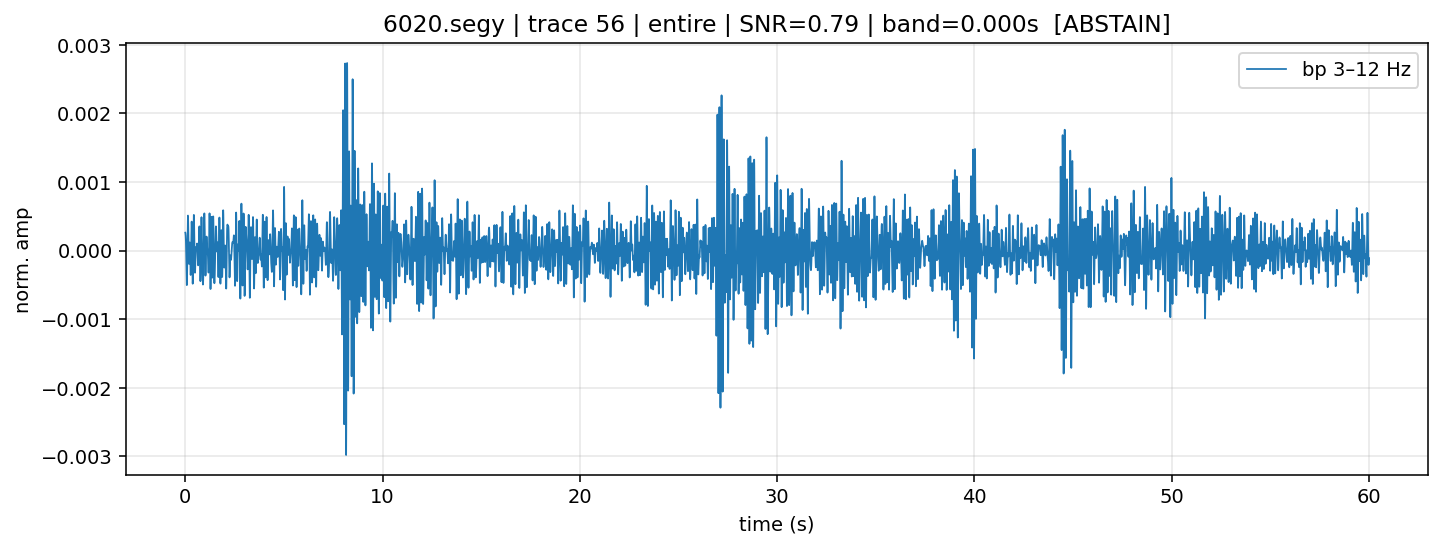 6020.segy | trace 56 | entire | SNR=0.79 | band=0.000s  [ABSTAIN]
bp 3–12 Hz
norm. amp
0.003
0.002
0.001
0.000
−0.001
−0.002
−0.003
0 10 20 30 40 50 60
time (s)